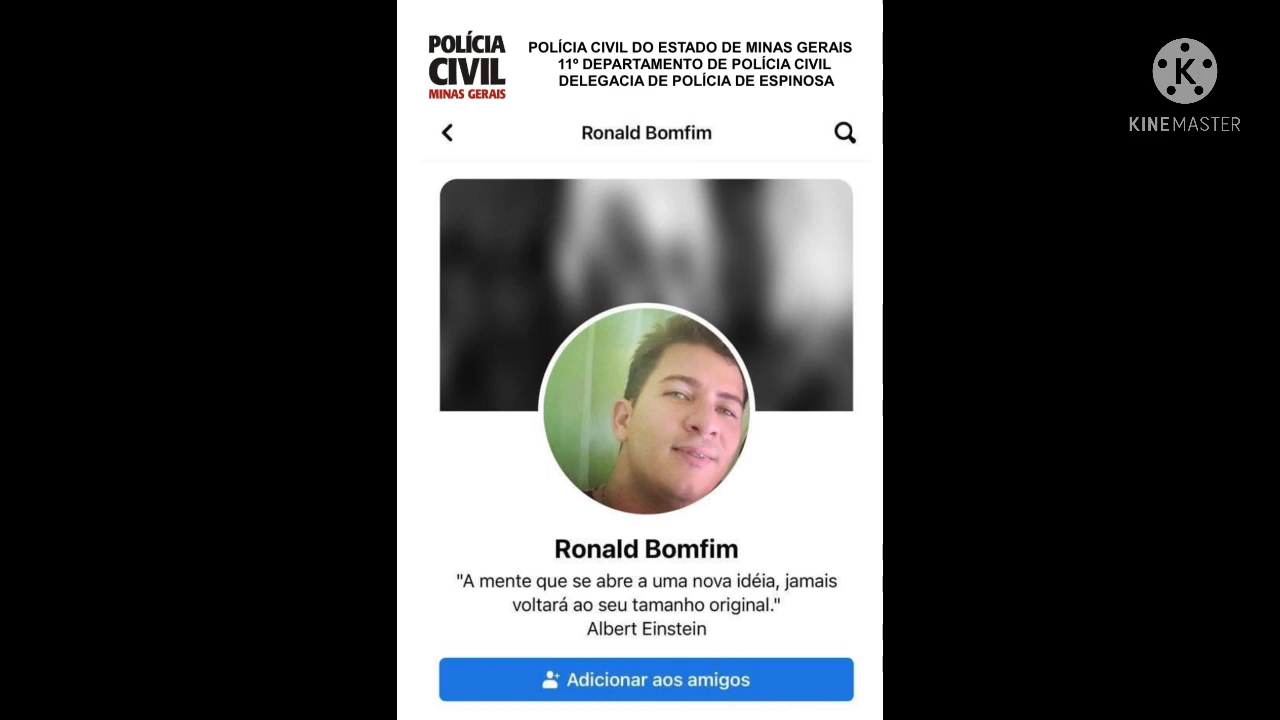 POLÍCIA
CIVIL
MINAS GERAIS
POLÍCIA CIVIL DO ESTADO DE MINAS GERAIS
11º DEPARTAMENTO DE POLÍCIA CIVIL
DELEGACIA DE POLÍCIA DE ESPINOSA
K
KINEMASTER
Ronald Bomfim
Ronald Bomfim
"A mente que se abre a uma nova idéia, jamais
voltará ao seu tamanho original."
Albert Einstein
Adicionar aos amigos